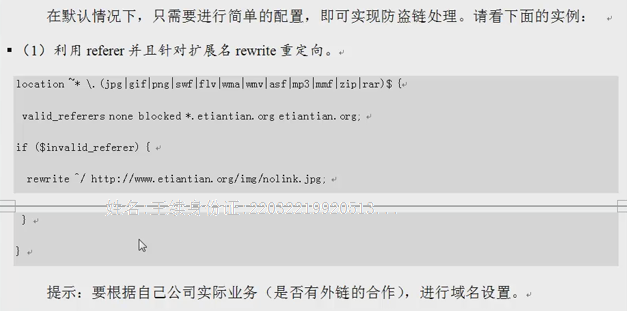 在默认情况下，只需要进行简单的配置，即可实现防盗链处理。请看下面的实例：
（1）利用 referer 并且针对扩展名 rewrite 重定向。
location ~* \.(jpg|gif|png|swf|flv|wma|wmv|asf|mp3|mmf|zip|rar)$ {
valid_referers none blocked *.etiantian.org etiantian.org;
if ($invalid_referer) {
rewrite ^/ http://www.etiantian.org/img/nolink.jpg;
}
}
提示：要根据自己公司实际业务（是否有外链的合作），进行域名设置。